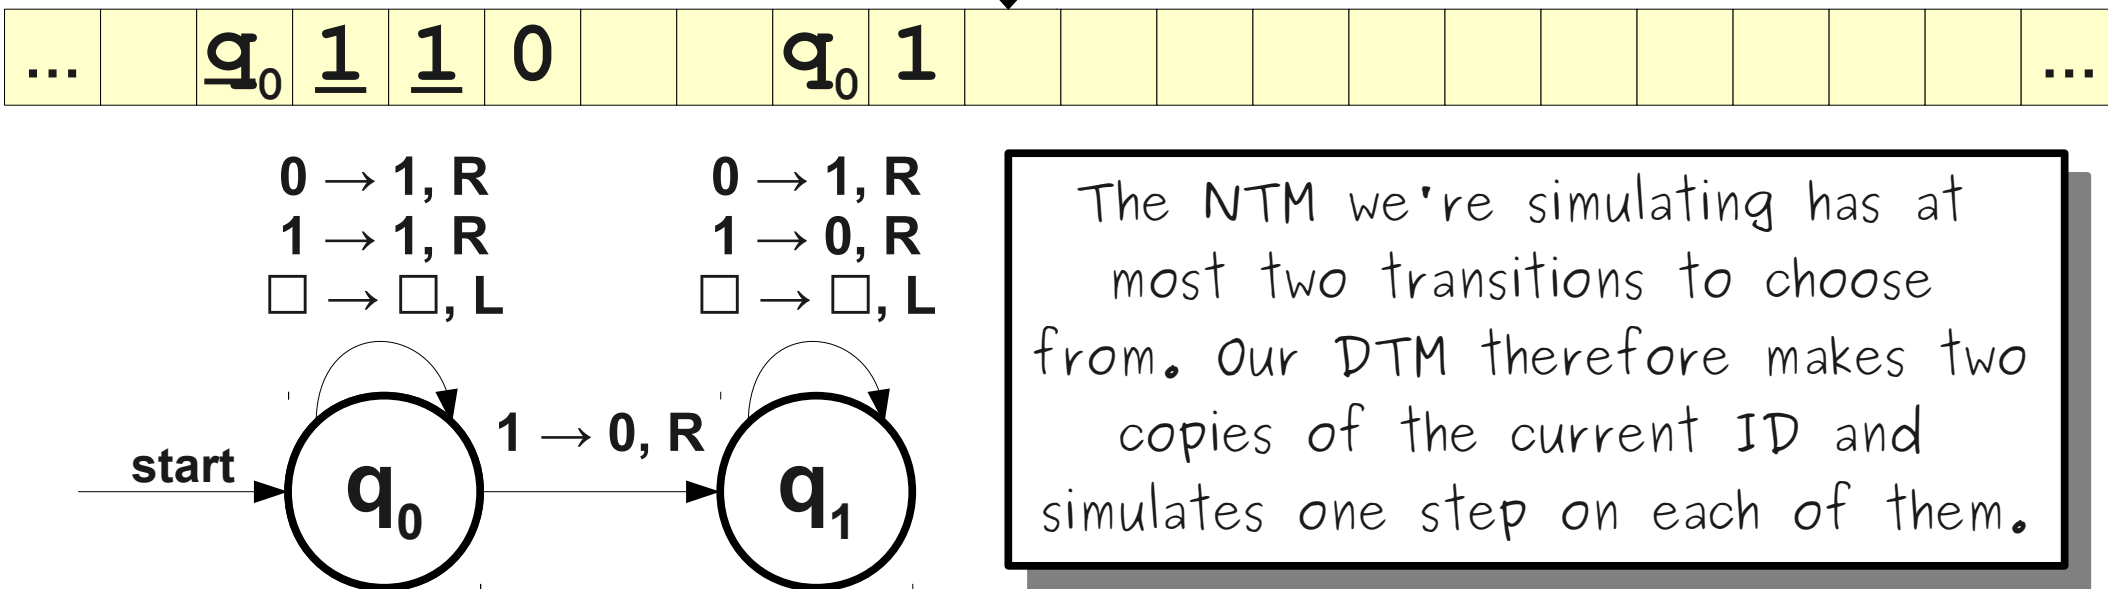 ... q0 1 1 0 q0 1 ...
0 → 1, R
1 → 1, R
□ → □, L
0 → 1, R
1 → 0, R
□ → □, L
1 → 0, R
start
q0
q1
The NTM we're simulating has at
most two transitions to choose
from. Our DTM therefore makes two
copies of the current ID and
simulates one step on each of them.